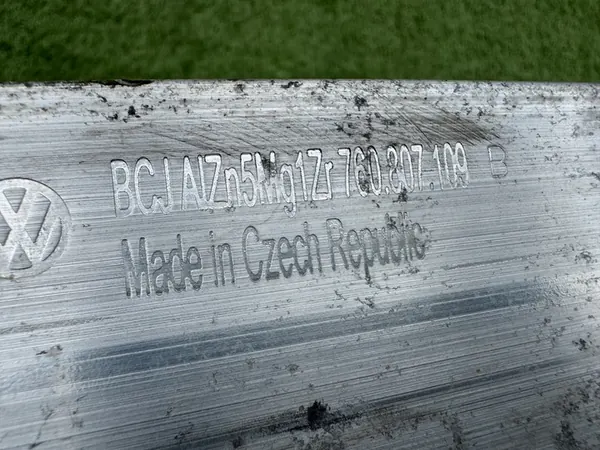 BCJ AlZn5Mg1Zr 760.807.109 B
Made in Czech Republic